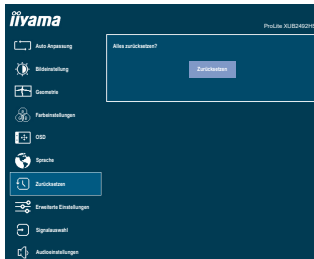 iiyama
ProLite XUB2492HS
Auto Anpassung
Alles zurücksetzen?
Bildeinstellung
Zurücksetzen
Geometrie
Farbeinstellungen
OSD
Sprache
Zurücksetzen
Erweiterte Einstellungen
Signalauswahl
Audioeinstellungen